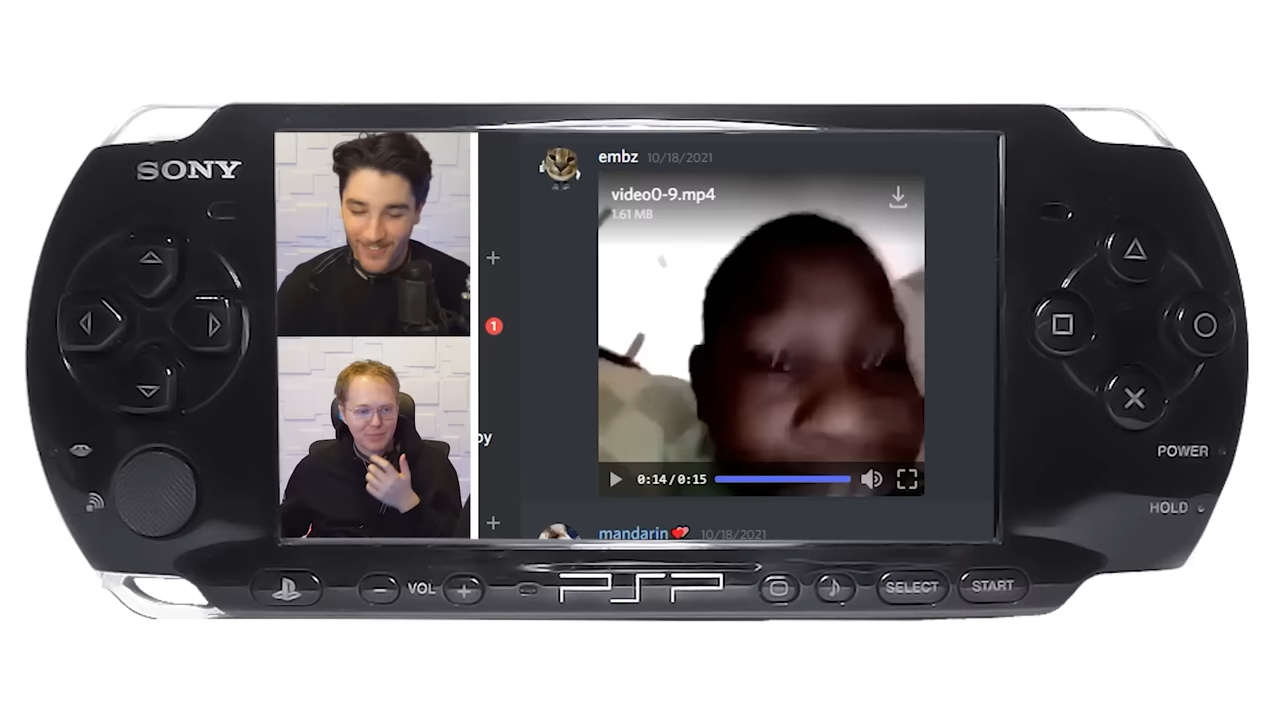 SONY
embz 10/18/2021
video0-9.mp4
1.61 MB
1
py
0:14/0:15
mandarin 10/18/2021
POWER
HOLD
VOL
PSP
SELECT
START